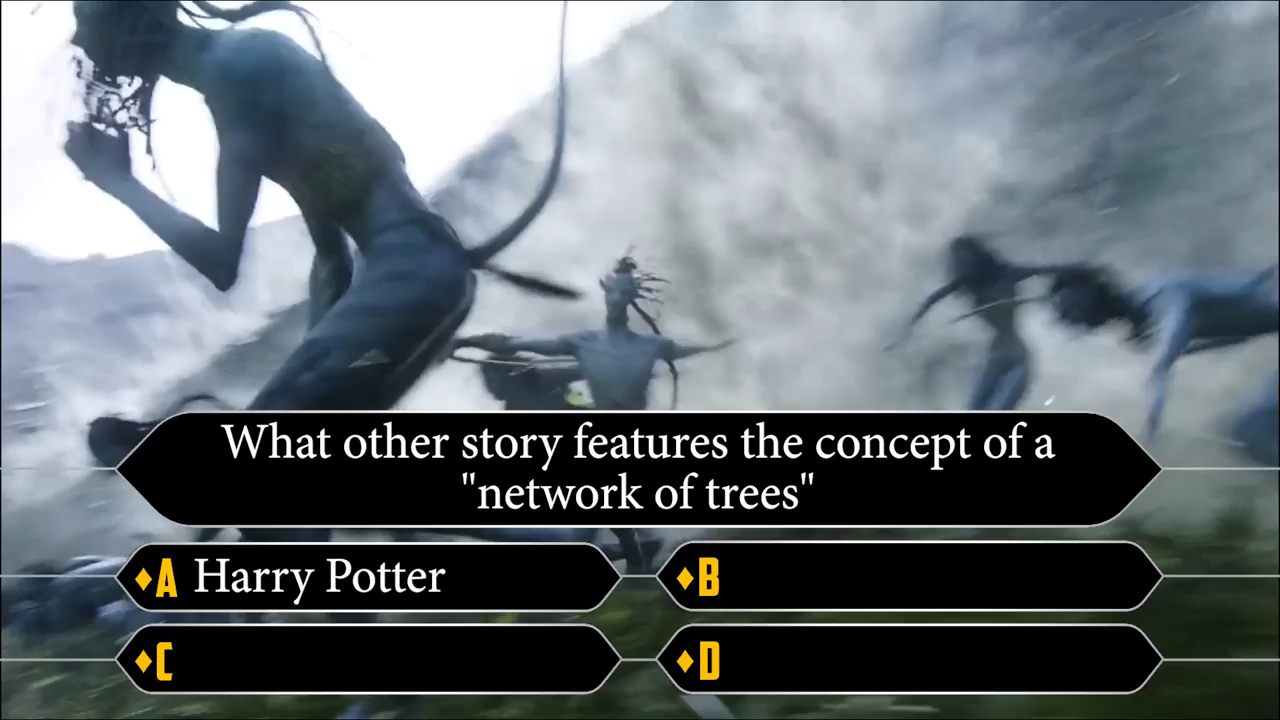 What other story features the concept of a
"network of trees"
A Harry Potter
B
C
D